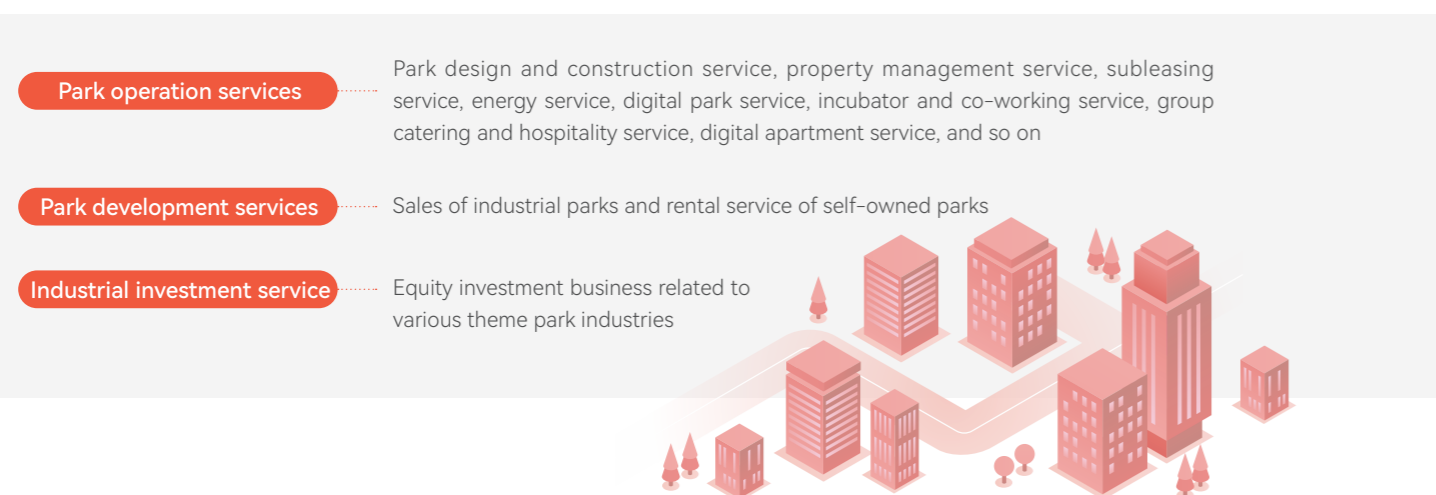 Park operation services
Park design and construction service, property management service, subleasing
service, energy service, digital park service, incubator and co-working service, group
catering and hospitality service, digital apartment service, and so on
Park development services
Sales of industrial parks and rental service of self-owned parks
Industrial investment service
Equity investment business related to
various theme park industries